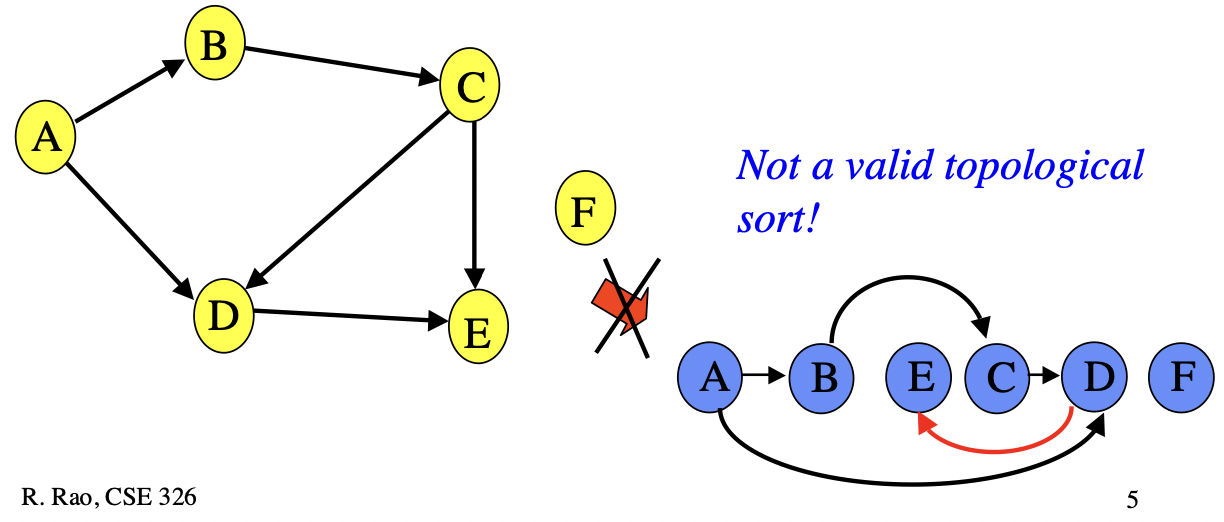 B
C
A
Not a valid topological
sort!
F
D
E
A B E C D F
R. Rao, CSE 326
5